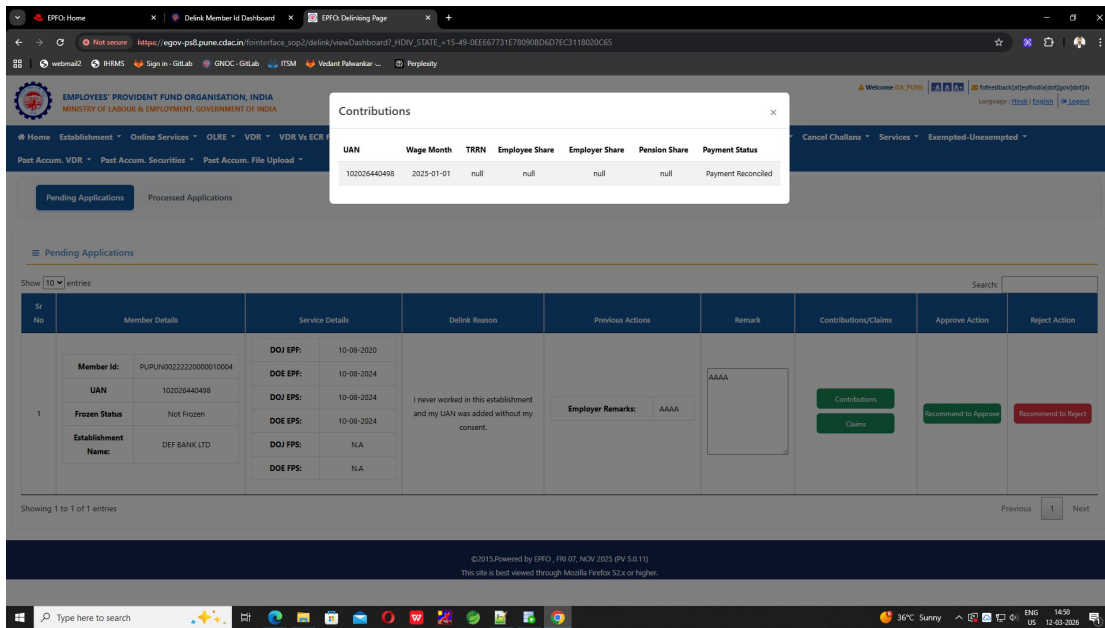 EPFO: Home
Delink Member Id Dashboard
EPFO: Delinking Page
Not secure https://egov-ps8.pune.cdac.in/fointerface_sop2/delink/viewDashboard?_HDIV_STATE_=15-49-0EEE67731E78090BD6D7EC3118020C65
webmail2 IHRMS Sign in · GitLab GNOC · GitLab ITSM Vedant Palwankar ·... Perplexity
EMPLOYEES' PROVIDENT FUND ORGANISATION, INDIA
MINISTRY OF LABOUR & EMPLOYMENT, GOVERNMENT OF INDIA
Welcome DA_PUNE -A A A+ fofeedback[at]epfindia[dot]gov[dot]in
Language : Hindi | English Logout
Home Establishment Online Services OLRE VDR VDR Vs ECR Cancel Challans Services Exempted-Unexempted
Past Accum. VDR Past Accum. Securities Past Accum. File Upload
Contributions ×
UAN Wage Month TRRN Employee Share Employer Share Pension Share Payment Status
102026440498 2025-01-01 null null null null Payment Reconciled
Pending Applications Processed Applications
Pending Applications
Show 10 entries Search:
Sr No Member Details Service Details Delink Reason Previous Actions Remark Contributions/Claims Approve Action Reject Action
1
Member Id: PUPUN00222220000010004
UAN 102026440498
Frozen Status Not Frozen
Establishment Name: DEF BANK LTD
DOJ EPF: 10-08-2020
DOE EPF: 10-08-2024
DOJ EPS: 10-08-2024
DOE EPS: 10-08-2024
DOJ FPS: N.A
DOE FPS: N.A
I never worked in this establishment
and my UAN was added without my
consent.
Employer Remarks: AAAA
AAAA
Contributions
Claims
Recommend to Approve
Recommend to Reject
Showing 1 to 1 of 1 entries
Previous 1 Next
©2015.Powered by EPFO , FRI 07, NOV 2025 (PV 5.0.11)
This site is best viewed through Mozilla Firefox 52.x or higher.
Type here to search
36°C Sunny
ENG
US
14:50
12-03-2026